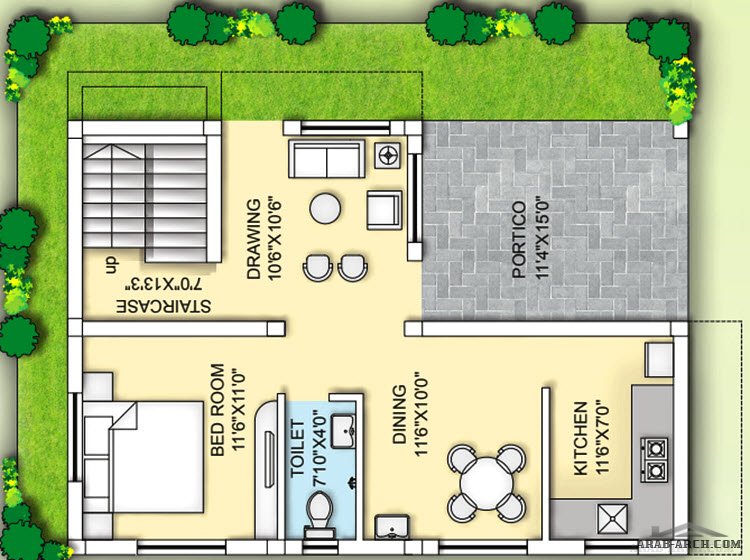 DRAWING
10'6"X10'6"
PORTICO
11'4"X15'0"
up
STAIRCASE
7'0"X13'3"
BED ROOM
11'6"X11'0"
TOILET
7'10"X4'0"
DINING
11'6"X10'0"
KITCHEN
11'6"X7'0"
ARAB-ARCH.COM